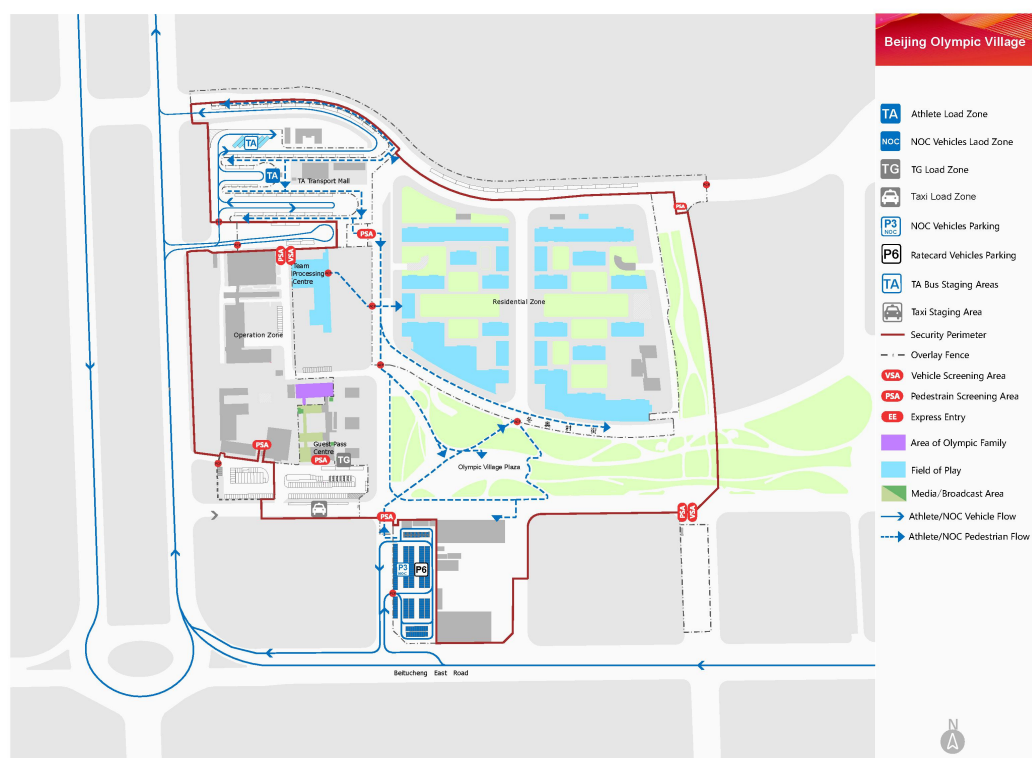 Beijing Olympic Village
TA
Athlete Load Zone
NOC
NOC Vehicles Laod Zone
TG
TG Load Zone
Taxi Load Zone
P3
NOC
NOC Vehicles Parking
P6
Ratecard Vehicles Parking
TA
TA Bus Staging Areas
Taxi Staging Area
Security Perimeter
Overlay Fence
VSA
Vehicle Screening Area
PSA
Pedestrain Screening Area
EE
Express Entry
Area of Olympic Family
Field of Play
Media/Broadcast Area
Athlete/NOC Vehicle Flow
Athlete/NOC Pedestrian Flow
N
TA
TA
TA Transport Mall
PSA
PSA
Team
Processing
Centre
Residential Zone
Operation Zone
PSA
Guest Pass
Centre
PSA
TG
Olympic Village Plaza
PSA
PSA
VSA
P3
NOC
P6
Beitucheng East Road